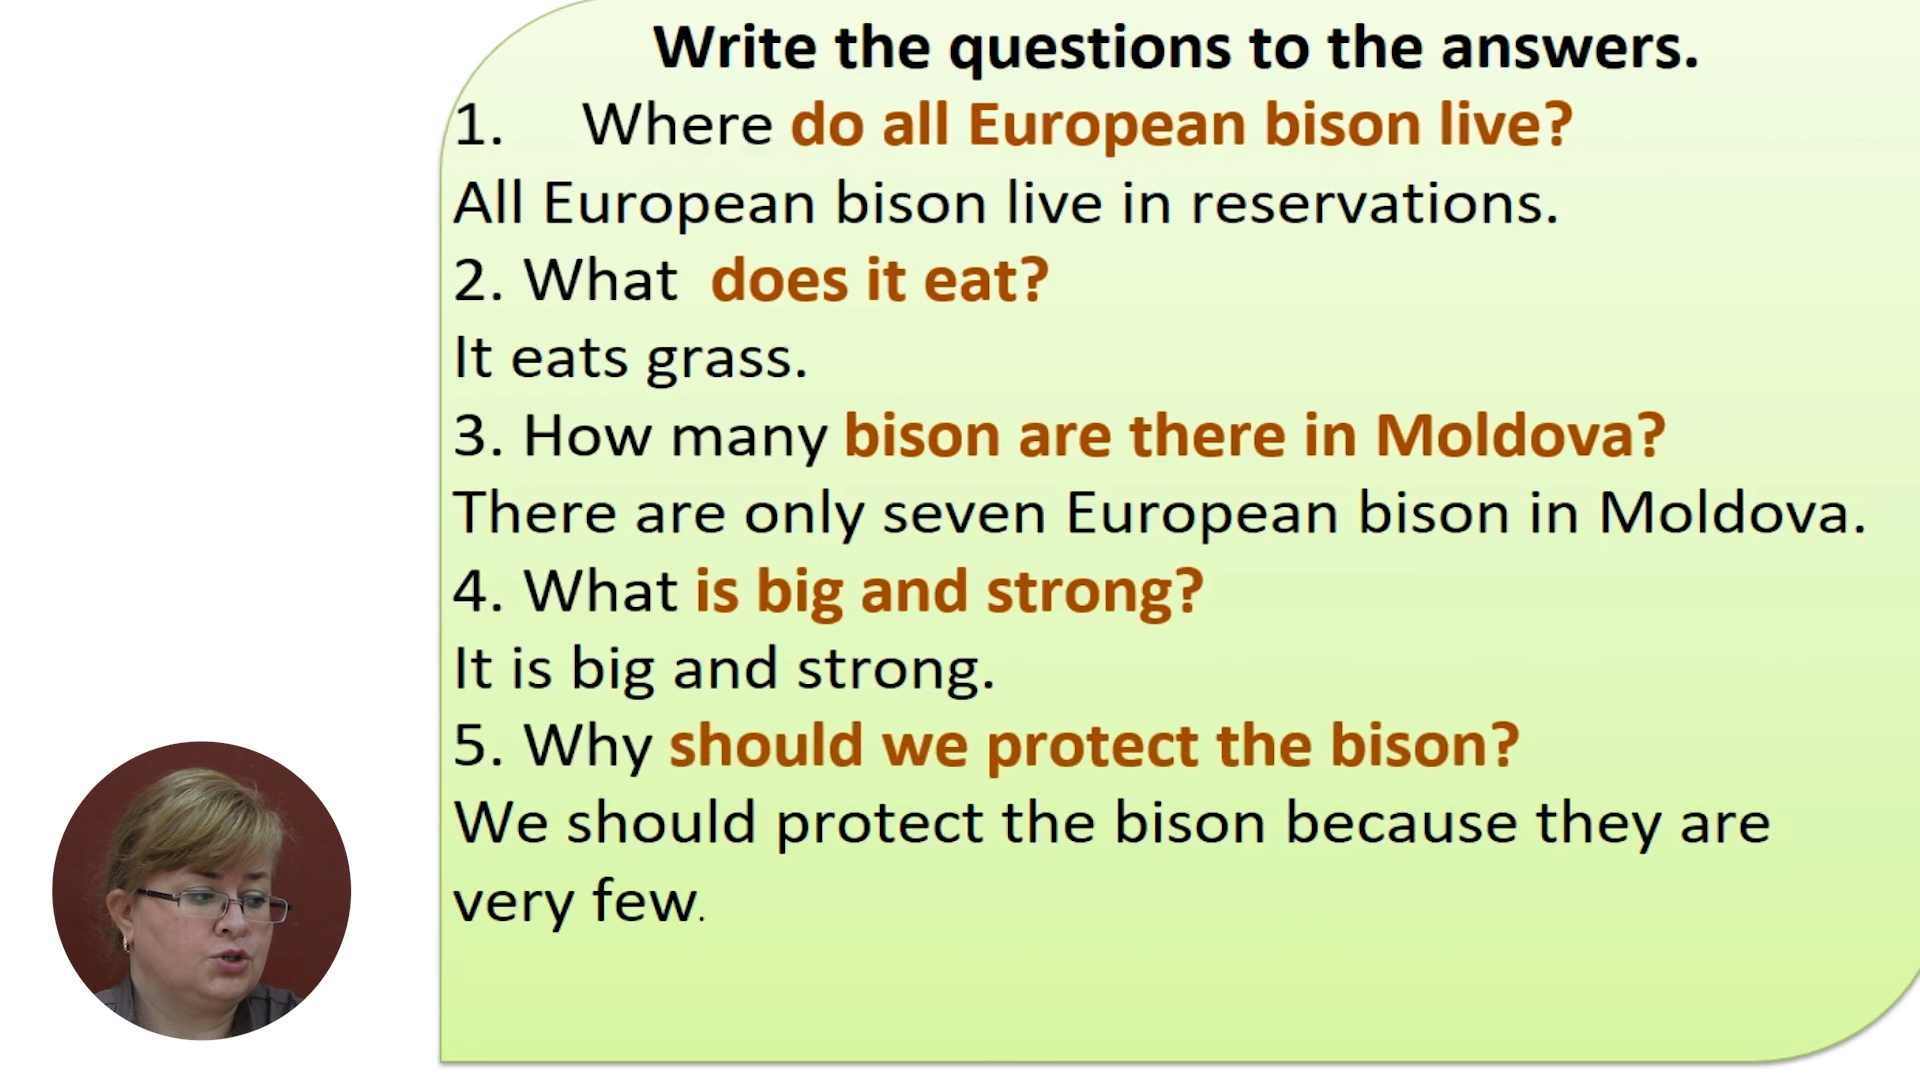 Write the questions to the answers.
1. Where do all European bison live?
All European bison live in reservations.
2. What does it eat?
It eats grass.
3. How many bison are there in Moldova?
There are only seven European bison in Moldova.
4. What is big and strong?
It is big and strong.
5. Why should we protect the bison?
We should protect the bison because they are
very few.